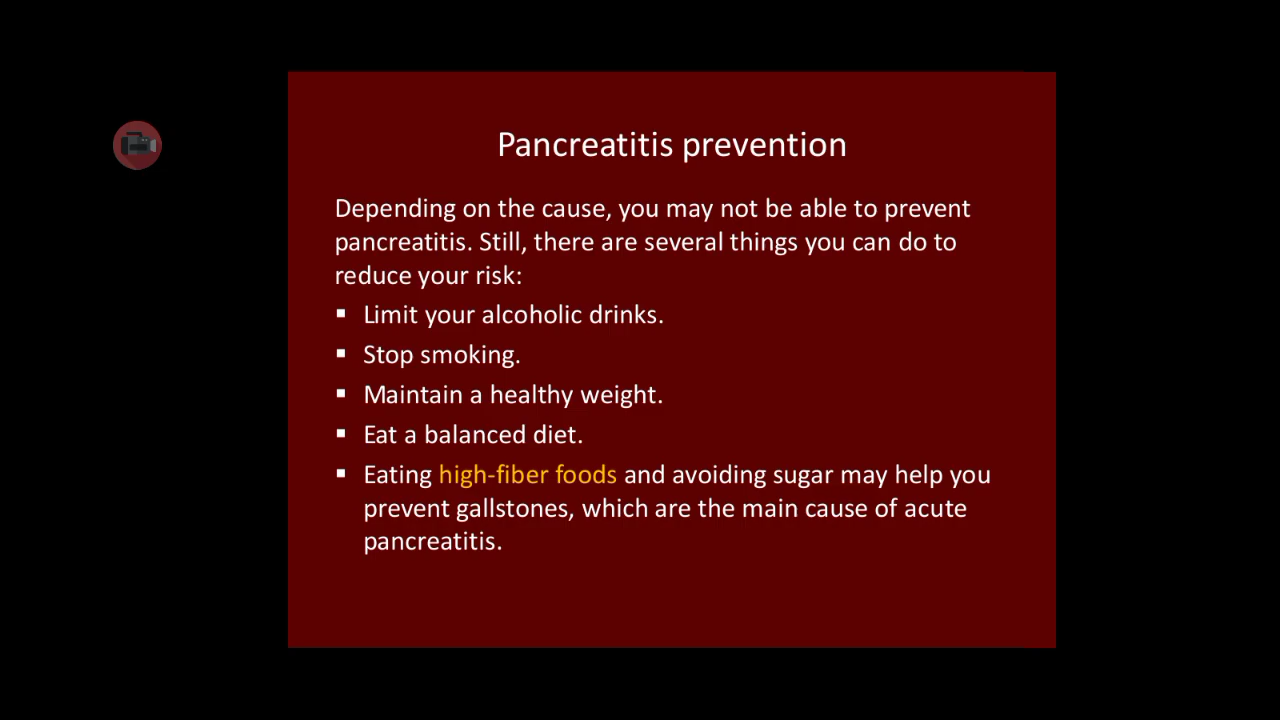 Pancreatitis prevention
Depending on the cause, you may not be able to prevent
pancreatitis. Still, there are several things you can do to
reduce your risk:
▪ Limit your alcoholic drinks.
▪ Stop smoking.
▪ Maintain a healthy weight.
▪ Eat a balanced diet.
▪ Eating high-fiber foods and avoiding sugar may help you
prevent gallstones, which are the main cause of acute
pancreatitis.